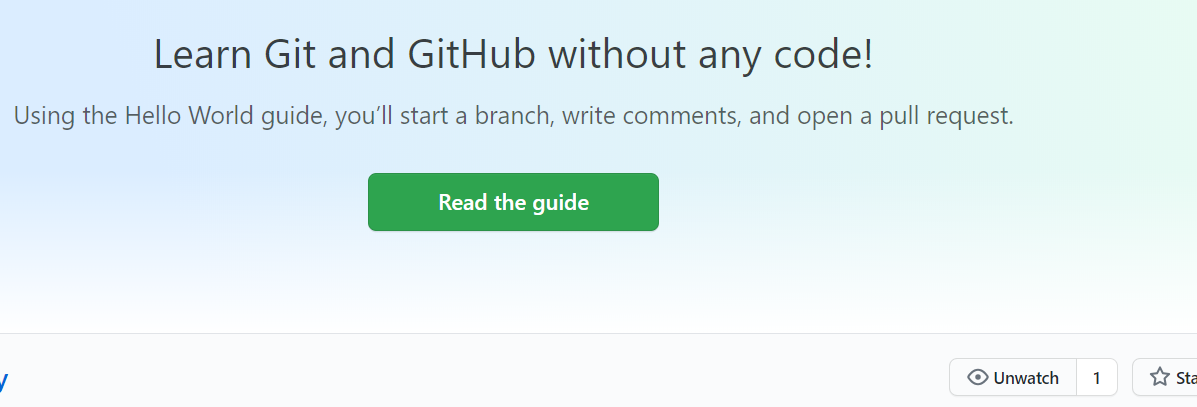 Learn Git and GitHub without any code!
Using the Hello World guide, you’ll start a branch, write comments, and open a pull request.
Read the guide
y Unwatch 1 Sta